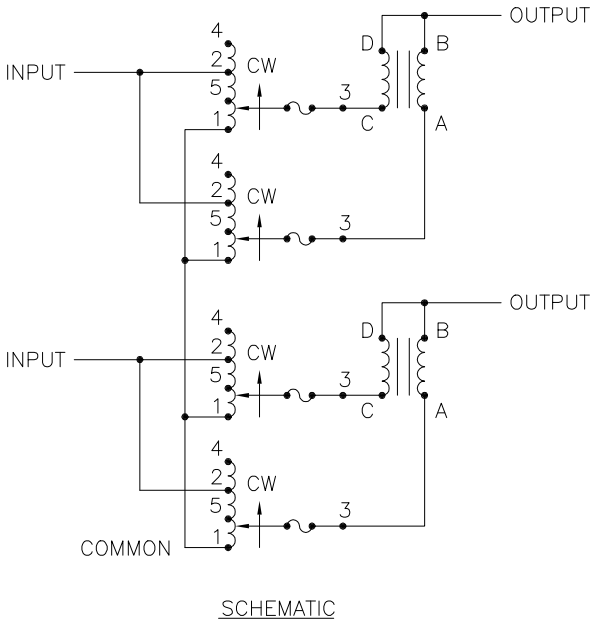 OUTPUT
4
D B
2 CW
INPUT
5
3
1 C A
4
2 CW
5
3
1
OUTPUT
4
D B
2 CW
INPUT
5
3
1 C A
4
2 CW
5
3
1
COMMON
SCHEMATIC